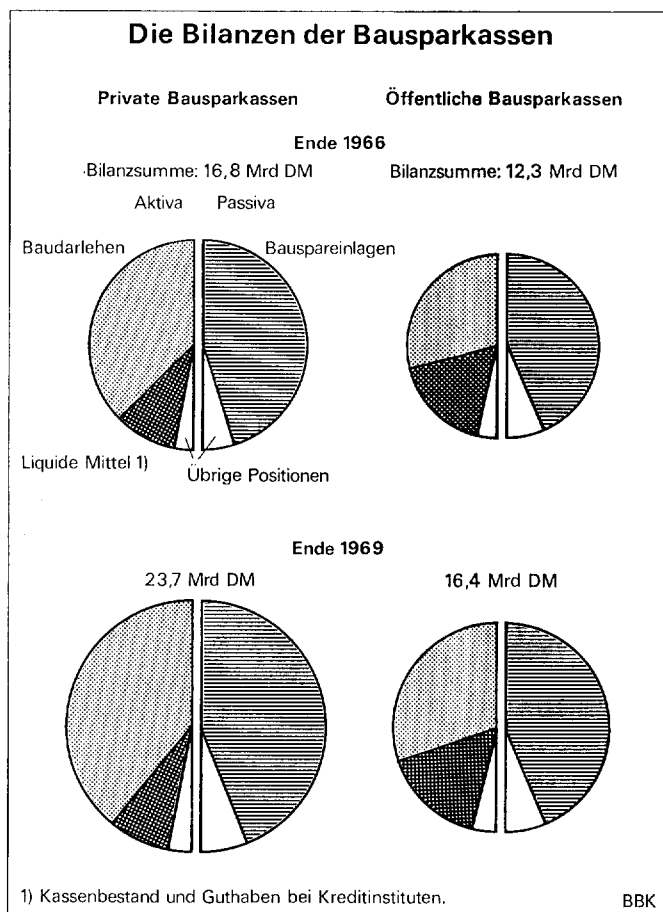 Die Bilanzen der Bausparkassen
Private Bausparkassen
Öffentliche Bausparkassen
Ende 1966
Bilanzsumme: 16,8 Mrd DM
Bilanzsumme: 12,3 Mrd DM
Aktiva
Passiva
Baudarlehen
Bauspareinlagen
Liquide Mittel 1)
Übrige Positionen
Ende 1969
23,7 Mrd DM
16,4 Mrd DM
1) Kassenbestand und Guthaben bei Kreditinstituten.
BBK